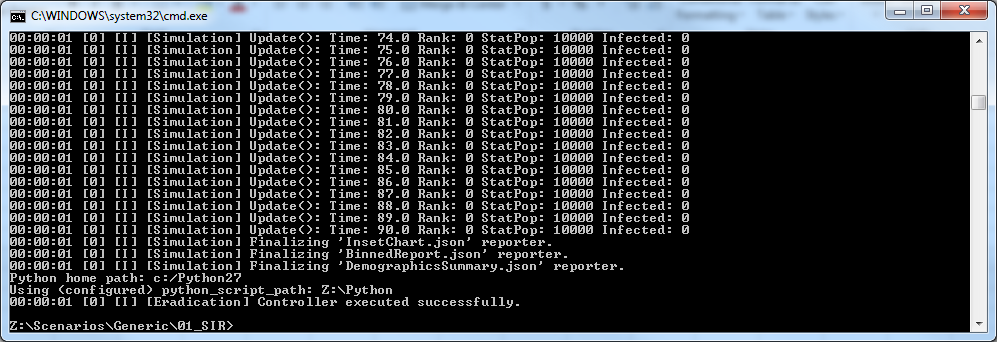 C:\WINDOWS\system32\cmd.exe
00:00:01 [0] [I] [Simulation] Update(): Time: 74.0 Rank: 0 StatPop: 10000 Infected: 0
00:00:01 [0] [I] [Simulation] Update(): Time: 75.0 Rank: 0 StatPop: 10000 Infected: 0
00:00:01 [0] [I] [Simulation] Update(): Time: 76.0 Rank: 0 StatPop: 10000 Infected: 0
00:00:01 [0] [I] [Simulation] Update(): Time: 77.0 Rank: 0 StatPop: 10000 Infected: 0
00:00:01 [0] [I] [Simulation] Update(): Time: 78.0 Rank: 0 StatPop: 10000 Infected: 0
00:00:01 [0] [I] [Simulation] Update(): Time: 79.0 Rank: 0 StatPop: 10000 Infected: 0
00:00:01 [0] [I] [Simulation] Update(): Time: 80.0 Rank: 0 StatPop: 10000 Infected: 0
00:00:01 [0] [I] [Simulation] Update(): Time: 81.0 Rank: 0 StatPop: 10000 Infected: 0
00:00:01 [0] [I] [Simulation] Update(): Time: 82.0 Rank: 0 StatPop: 10000 Infected: 0
00:00:01 [0] [I] [Simulation] Update(): Time: 83.0 Rank: 0 StatPop: 10000 Infected: 0
00:00:01 [0] [I] [Simulation] Update(): Time: 84.0 Rank: 0 StatPop: 10000 Infected: 0
00:00:01 [0] [I] [Simulation] Update(): Time: 85.0 Rank: 0 StatPop: 10000 Infected: 0
00:00:01 [0] [I] [Simulation] Update(): Time: 86.0 Rank: 0 StatPop: 10000 Infected: 0
00:00:01 [0] [I] [Simulation] Update(): Time: 87.0 Rank: 0 StatPop: 10000 Infected: 0
00:00:01 [0] [I] [Simulation] Update(): Time: 88.0 Rank: 0 StatPop: 10000 Infected: 0
00:00:01 [0] [I] [Simulation] Update(): Time: 89.0 Rank: 0 StatPop: 10000 Infected: 0
00:00:01 [0] [I] [Simulation] Update(): Time: 90.0 Rank: 0 StatPop: 10000 Infected: 0
00:00:01 [0] [I] [Simulation] Finalizing 'InsetChart.json' reporter.
00:00:01 [0] [I] [Simulation] Finalizing 'BinnedReport.json' reporter.
00:00:01 [0] [I] [Simulation] Finalizing 'DemographicsSummary.json' reporter.
Python home path: c:/Python27
Using (configured) python_script_path: Z:\Python
00:00:01 [0] [I] [Eradication] Controller executed successfully.
Z:\Scenarios\Generic\01_SIR>